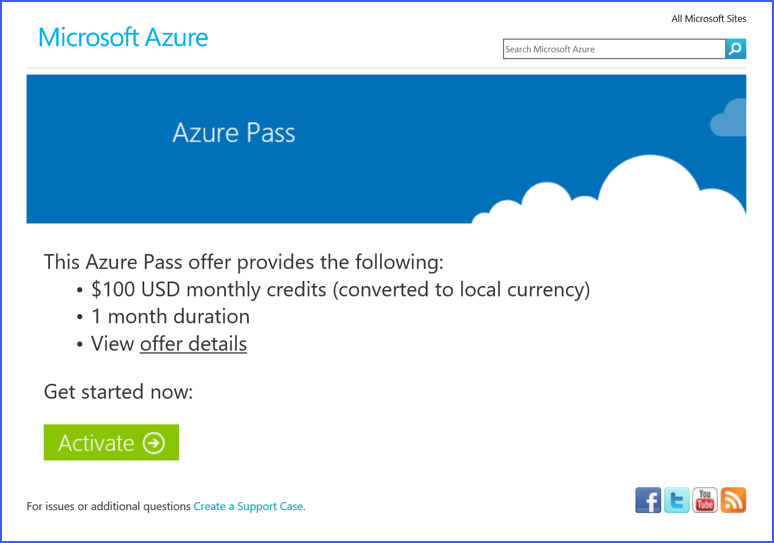 All Microsoft Sites
Microsoft Azure
Search Microsoft Azure
Azure Pass
This Azure Pass offer provides the following:
• $100 USD monthly credits (converted to local currency)
• 1 month duration
• View offer details
Get started now:
Activate
For issues or additional questions Create a Support Case.
You
Tube